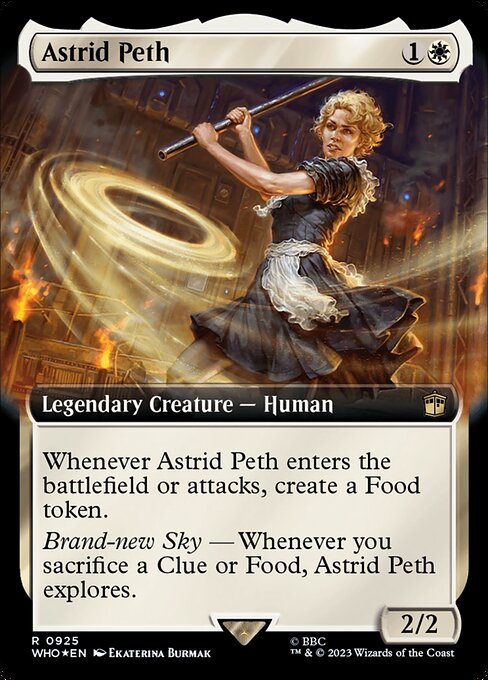 Astrid Peth 1
Legendary Creature — Human
Whenever Astrid Peth enters the
battlefield or attacks, create a Food
token.
Brand-new Sky — Whenever you
sacrifice a Clue or Food, Astrid Peth
explores.
2/2
R 0925
WHO★EN Ekaterina Burmak
© BBC
™ & © 2023 Wizards of the Coast